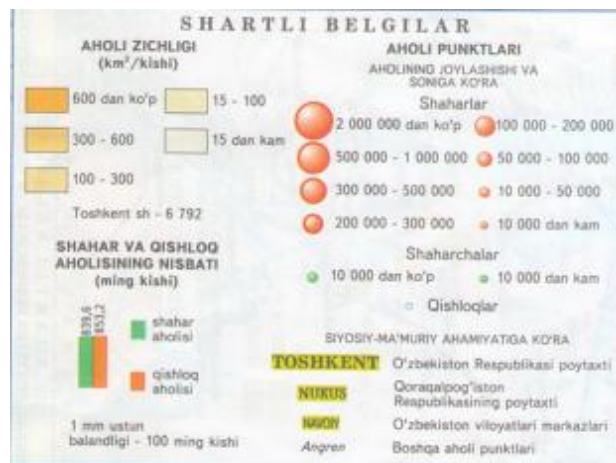 SHARTLI BELGILAR
AHOLI ZICHLIGI
(km²/kishi)
600 dan ko'p
15 - 100
300 - 600
15 dan kam
100 - 300
Toshkent sh - 6 792
SHAHAR VA QISHLOQ
AHOLISINING NISBATI
(ming kishi)
839,6
853,2
shahar
aholisi
qishloq
aholisi
1 mm ustun
balandligi - 100 ming kishi
AHOLI PUNKTLARI
AHOLINING JOYLASHISHI VA
SONIGA KO'RA
Shaharlar
2 000 000 dan ko'p
100 000 - 200 000
500 000 - 1 000 000
50 000 - 100 000
300 000 - 500 000
10 000 - 50 000
200 000 - 300 000
10 000 dan kam
Shaharchalar
10 000 dan ko'p
10 000 dan kam
Qishloqlar
SIYOSIY-MA'MURIY AHAMIYATIGA KO'RA
TOSHKENT O'zbekiston Respublikasi poytaxti
NUKUS Qoraqalpog'iston
Respublikasining poytaxti
NAVOIY O'zbekiston viloyatlari markazlari
Angren Boshqa aholi punktlari